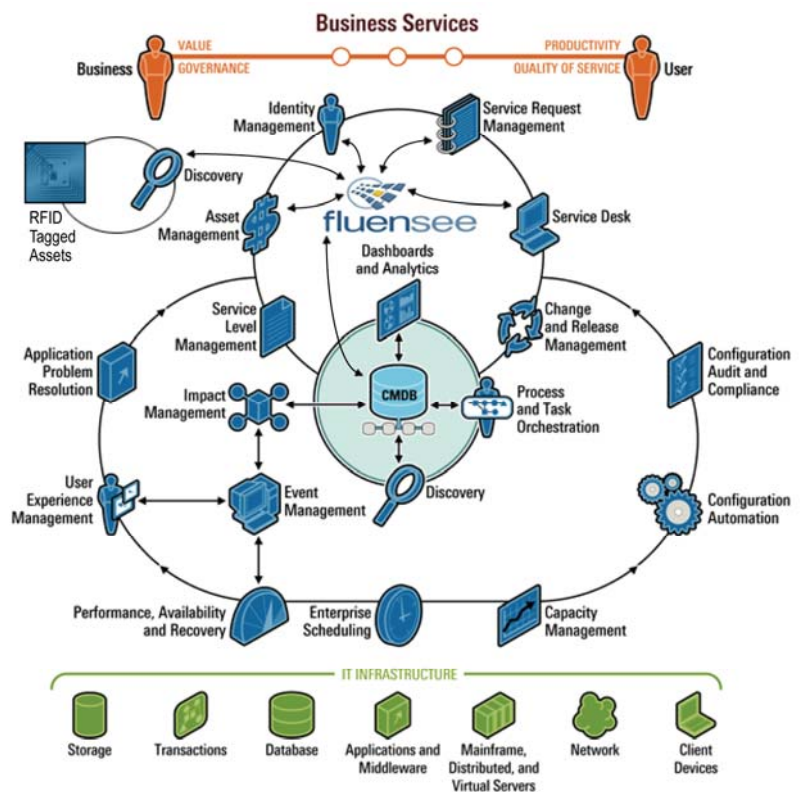 Business Services
VALUE
PRODUCTIVITY
Business
GOVERNANCE
QUALITY OF SERVICE
User
Identity
Management
Service Request
Management
Discovery
RFID
Tagged
Assets
Asset
Management
fluensee
Service Desk
Dashboards
and Analytics
Service
Level
Management
Change
and Release
Management
Application
Problem
Resolution
Configuration
Audit and
Compliance
Impact
Management
CMDB
Process
and Task
Orchestration
User
Experience
Management
Event
Management
Discovery
Configuration
Automation
Performance, Availability
and Recovery
Enterprise
Scheduling
Capacity
Management
IT INFRASTRUCTURE
Storage
Transactions
Database
Applications and
Middleware
Mainframe,
Distributed, and
Virtual Servers
Network
Client
Devices